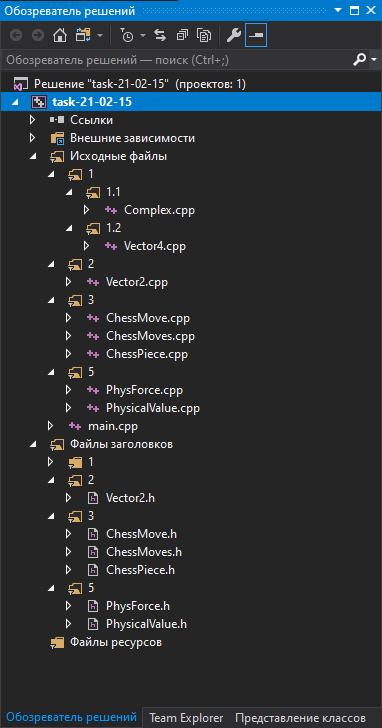 Обозреватель решений
Обозреватель решений — поиск (Ctrl+;)
Решение "task-21-02-15" (проектов: 1)
task-21-02-15
Ссылки
Внешние зависимости
Исходные файлы
1
1.1
Complex.cpp
1.2
Vector4.cpp
2
Vector2.cpp
3
ChessMove.cpp
ChessMoves.cpp
ChessPiece.cpp
5
PhysForce.cpp
PhysicalValue.cpp
main.cpp
Файлы заголовков
1
2
Vector2.h
3
ChessMove.h
ChessMoves.h
ChessPiece.h
5
PhysForce.h
PhysicalValue.h
Файлы ресурсов
Обозреватель решений Team Explorer Представление классов